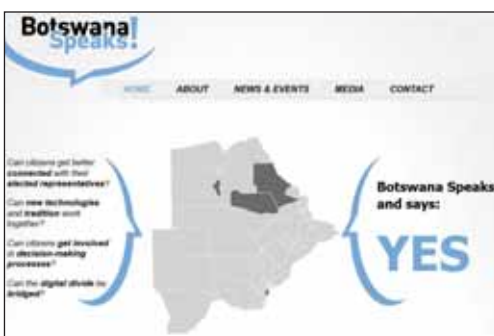 Botswana
Speaks!
HOME ABOUT NEWS & EVENTS MEDIA CONTACT
Can citizens get better
connected with their
elected representatives?
Can new technologies
and tradition work
together?
Can citizens get involved
in decision-making
processes?
Can the digital divide be
bridged?
Botswana Speaks
and says:
YES